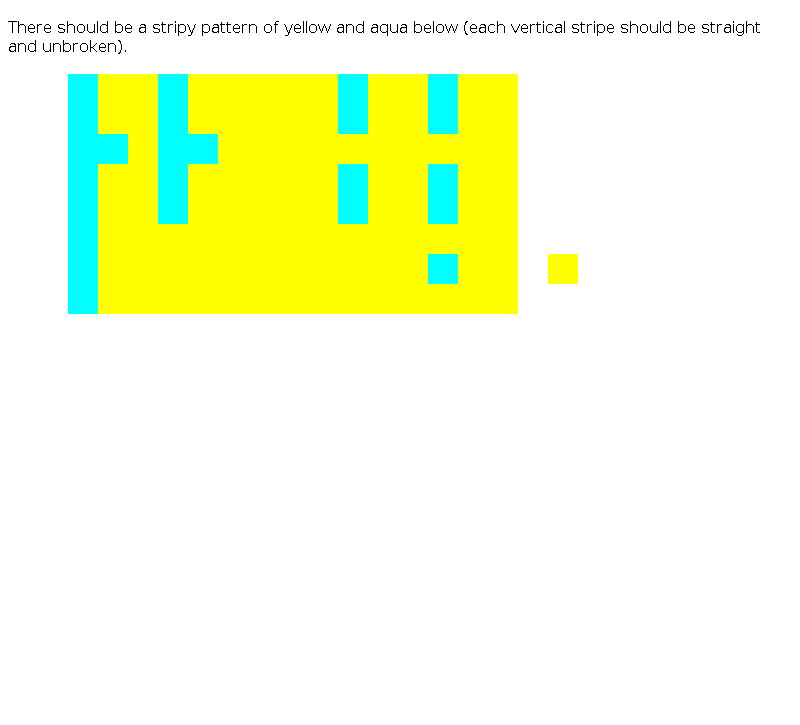 There should be a stripy pattern of yellow and aqua below (each vertical stripe should be straight
and unbroken).